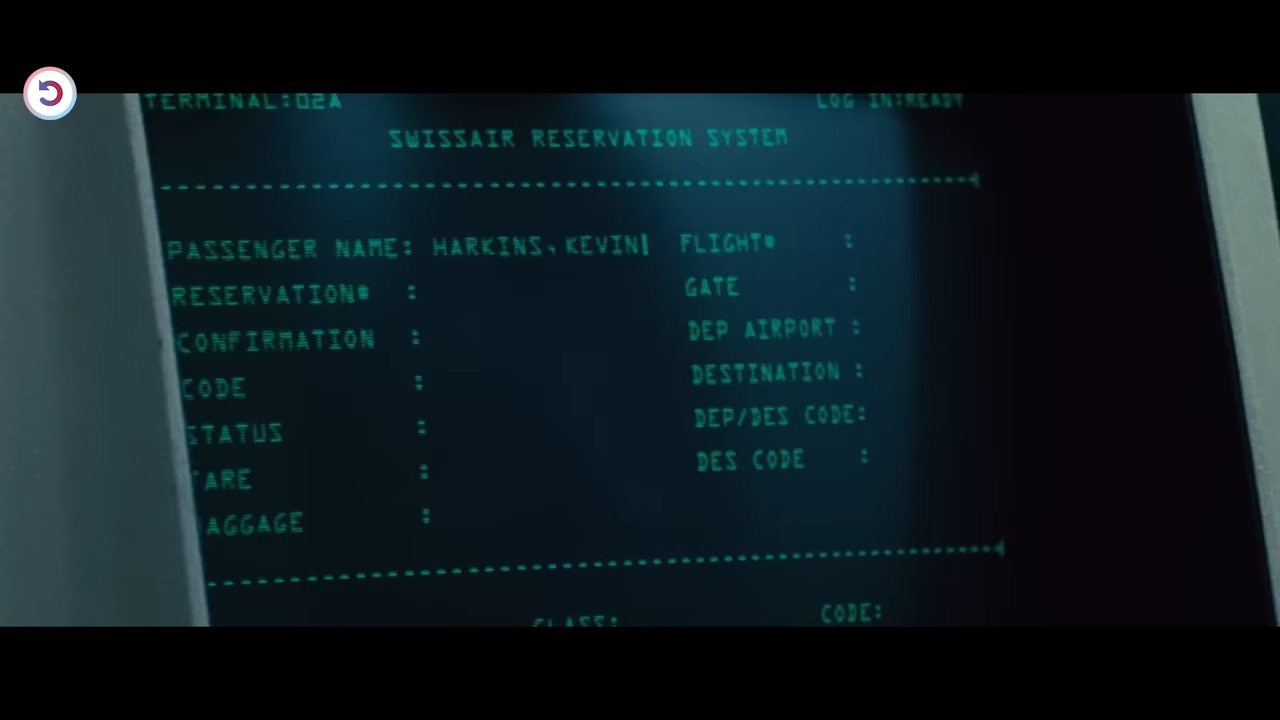 TERMINAL:02A LOG IN:READY
SWISSAIR RESERVATION SYSTEM
PASSENGER NAME: HARKINS,KEVIN FLIGHT# :
RESERVATION# : GATE :
CONFIRMATION : DEP AIRPORT :
CODE : DESTINATION :
STATUS : DEP/DES CODE:
ARE : DES CODE :
AGGAGE :
CLASS: CODE: